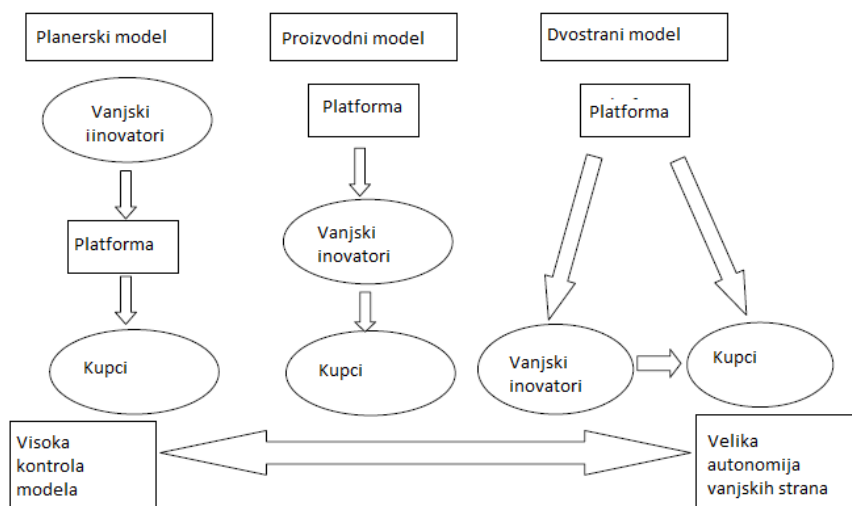 Planerski model
Proizvodni model
Dvostrani model
Vanjski
iinovatori
Platforma
Kupci
Platforma
Vanjski
inovatori
Kupci
Platforma
Vanjski
inovatori
Kupci
Visoka
kontrola
modela
Velika
autonomija
vanjskih strana